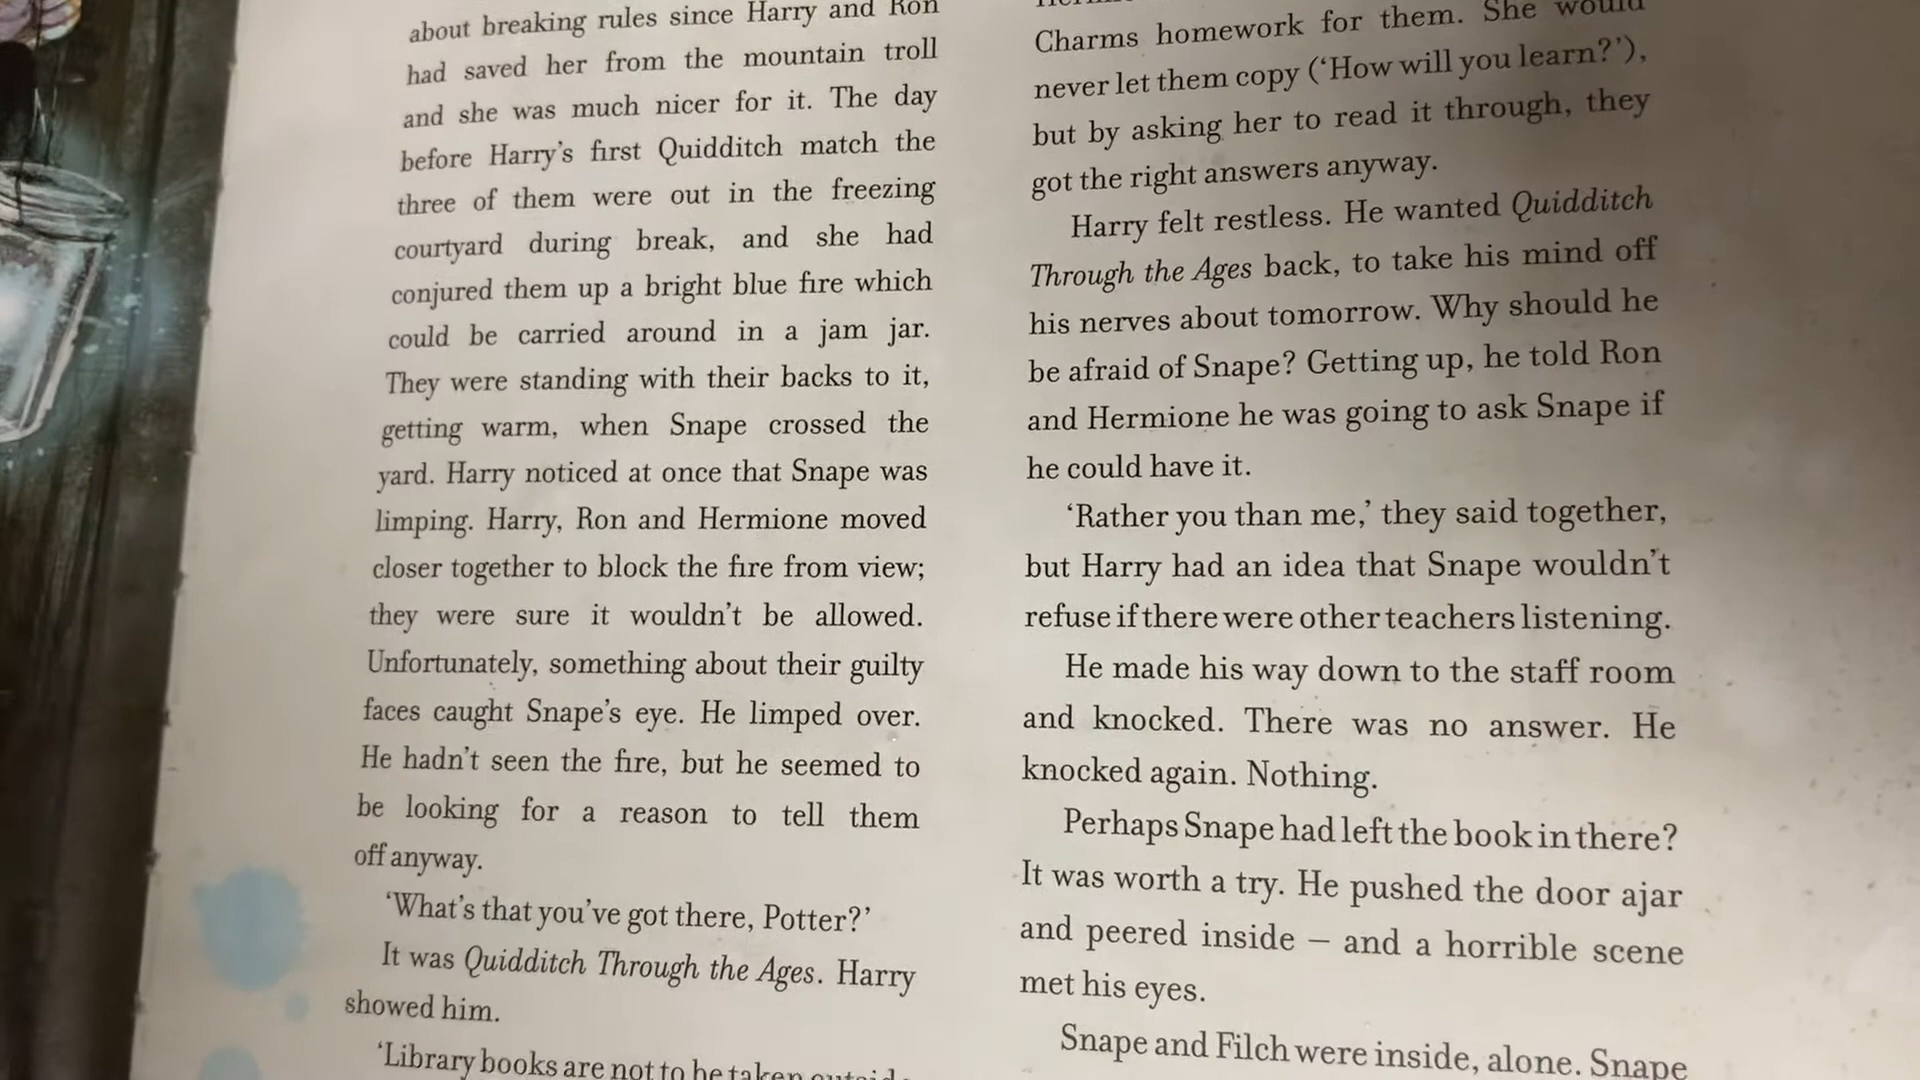 about breaking rules since Harry and Ron
had saved her from the mountain troll
and she was much nicer for it. The day
before Harry's first Quidditch match the
three of them were out in the freezing
courtyard during break, and she had
conjured them up a bright blue fire which
could be carried around in a jam jar.
They were standing with their backs to it,
getting warm, when Snape crossed the
yard. Harry noticed at once that Snape was
limping. Harry, Ron and Hermione moved
closer together to block the fire from view;
they were sure it wouldn't be allowed.
Unfortunately, something about their guilty
faces caught Snape's eye. He limped over.
He hadn't seen the fire, but he seemed to
be looking for a reason to tell them
off anyway.
‘What's that you've got there, Potter?’
It was Quidditch Through the Ages. Harry
showed him.
‘Library books are not to be taken outside
Charms homework for them. She would
never let them copy (‘How will you learn?’),
but by asking her to read it through, they
got the right answers anyway.
Harry felt restless. He wanted Quidditch
Through the Ages back, to take his mind off
his nerves about tomorrow. Why should he
be afraid of Snape? Getting up, he told Ron
and Hermione he was going to ask Snape if
he could have it.
‘Rather you than me,’ they said together,
but Harry had an idea that Snape wouldn't
refuse if there were other teachers listening.
He made his way down to the staff room
and knocked. There was no answer. He
knocked again. Nothing.
Perhaps Snape had left the book in there?
It was worth a try. He pushed the door ajar
and peered inside – and a horrible scene
met his eyes.
Snape and Filch were inside, alone. Snape